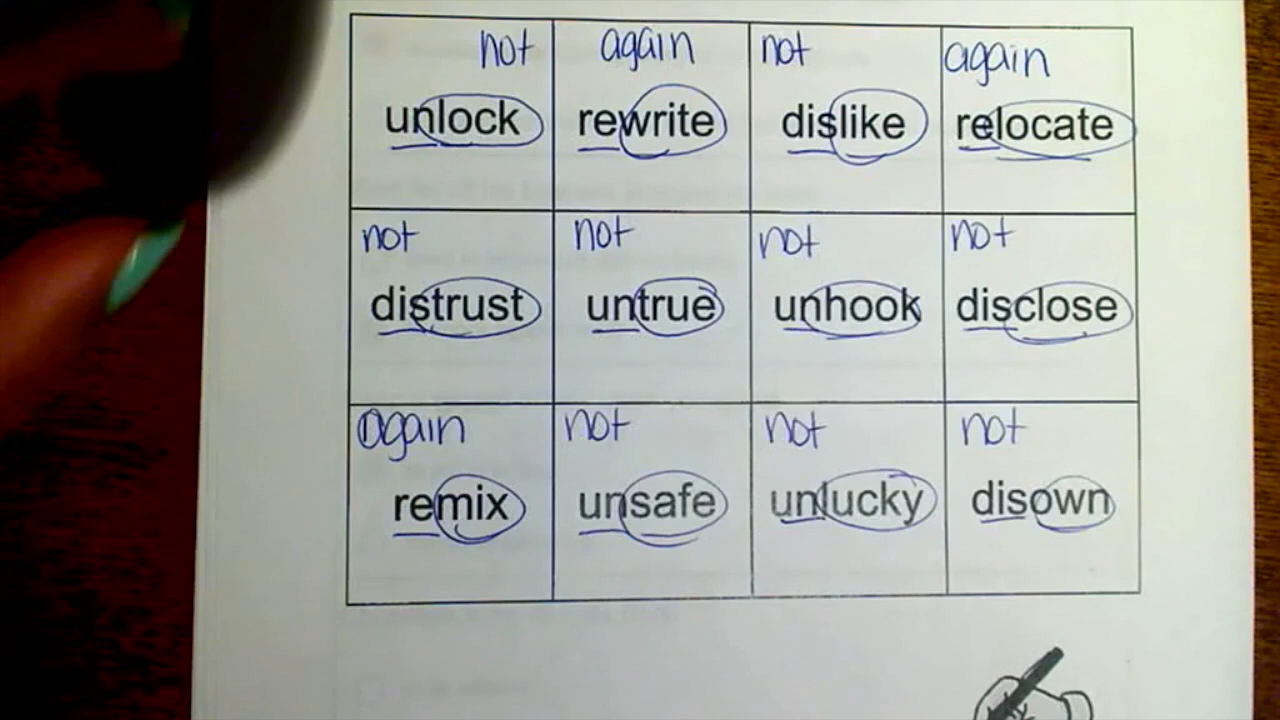 not again not again
unlock rewrite dislike relocate
not not not not
distrust untrue unhook disclose
again not not not
remix unsafe unlucky disown